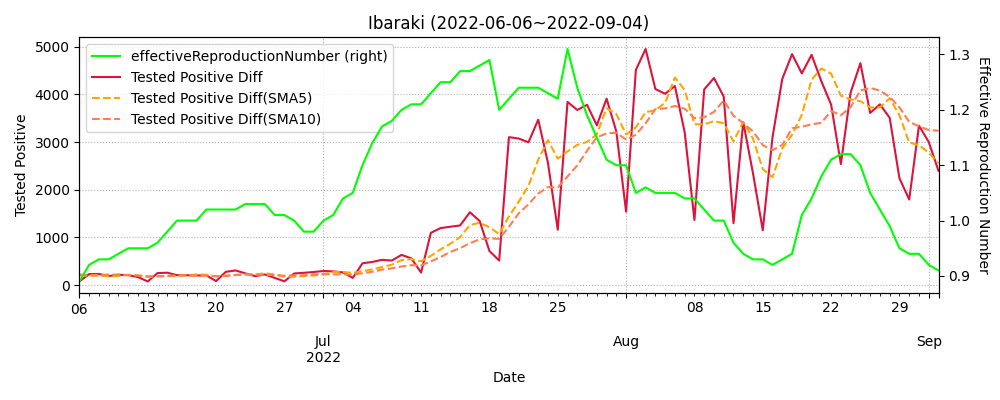 Ibaraki (2022-06-06~2022-09-04)
effectiveReproductionNumber (right)
Tested Positive Diff
Tested Positive Diff(SMA5)
Tested Positive Diff(SMA10)
Tested Positive
5000
4000
3000
2000
1000
0
Effective Reproduction Number
1.3
1.2
1.1
1.0
0.9
06 13 20 27 04 11 18 25 08 15 22 29
Jul Aug Sep
2022
Date